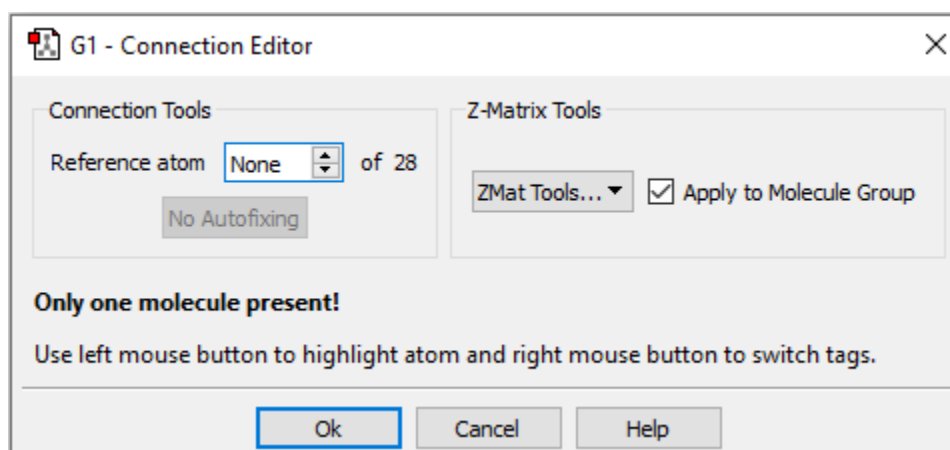 G1 - Connection Editor
Connection Tools
Z-Matrix Tools
Reference atom None of 28
ZMat Tools... Apply to Molecule Group
No Autofixing
Only one molecule present!
Use left mouse button to highlight atom and right mouse button to switch tags.
Ok Cancel Help